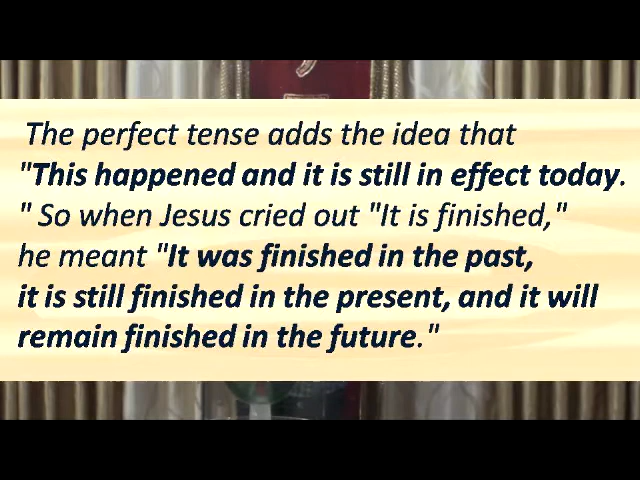 The perfect tense adds the idea that
"This happened and it is still in effect today.
" So when Jesus cried out "It is finished,"
he meant "It was finished in the past,
it is still finished in the present, and it will
remain finished in the future."